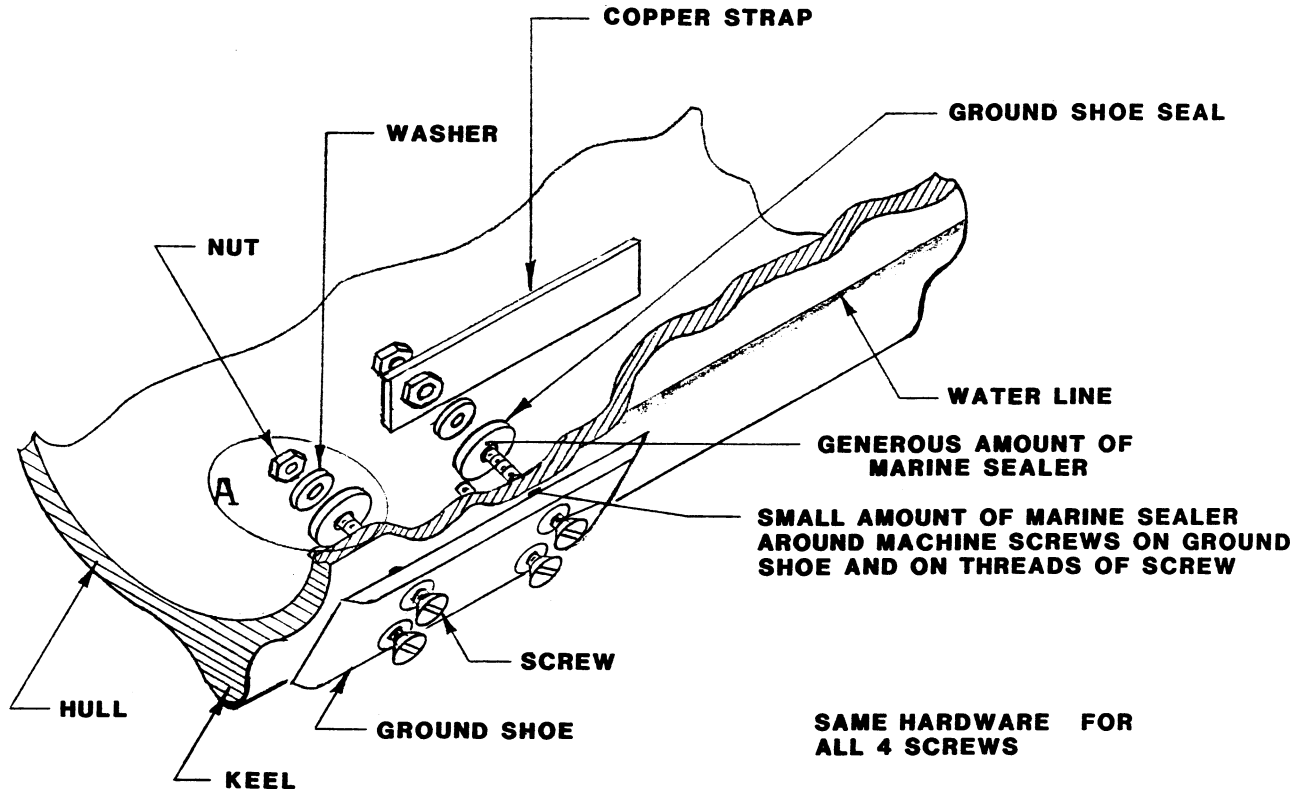 COPPER STRAP
GROUND SHOE SEAL
WASHER
NUT
WATER LINE
GENEROUS AMOUNT OF
MARINE SEALER
A
SMALL AMOUNT OF MARINE SEALER
AROUND MACHINE SCREWS ON GROUND
SHOE AND ON THREADS OF SCREW
SCREW
HULL
GROUND SHOE
SAME HARDWARE FOR
ALL 4 SCREWS
KEEL